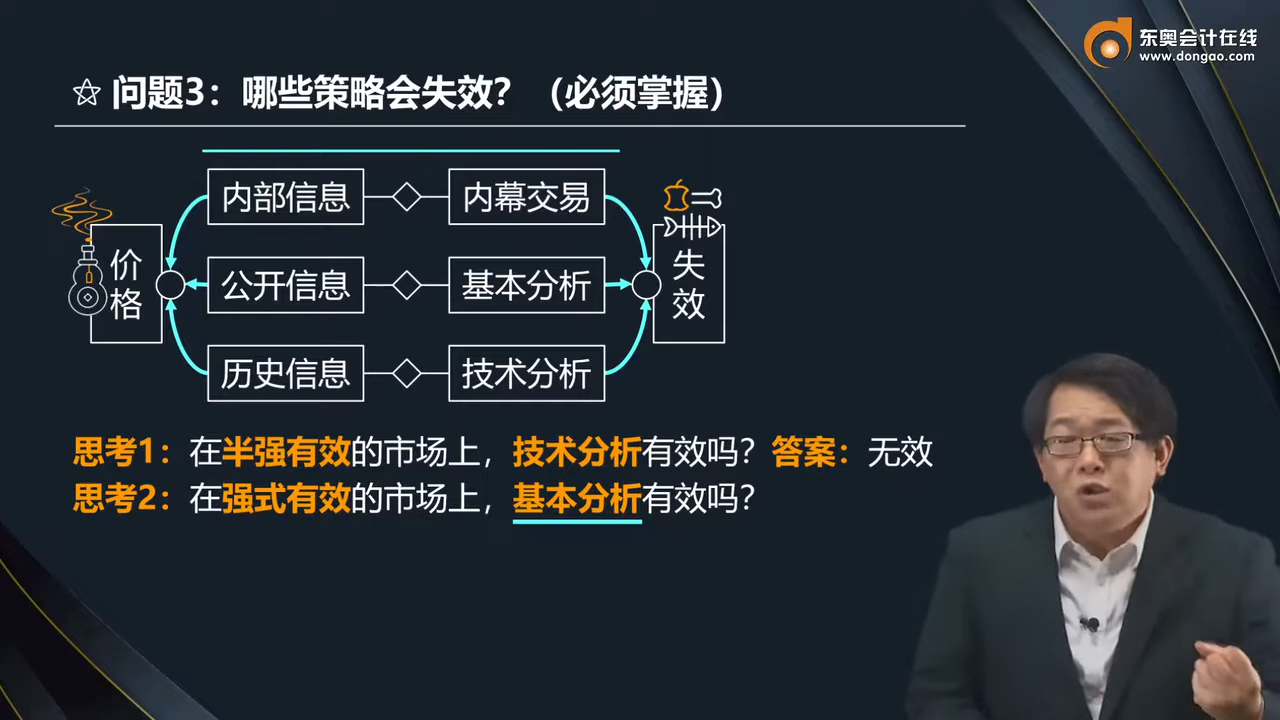 东奥会计在线
www.dongao.com
问题3：哪些策略会失效？（必须掌握）
内部信息 内幕交易
价格 公开信息 基本分析 失效
历史信息 技术分析
思考1：在半强有效的市场上，技术分析有效吗？答案：无效
思考2：在强式有效的市场上，基本分析有效吗？